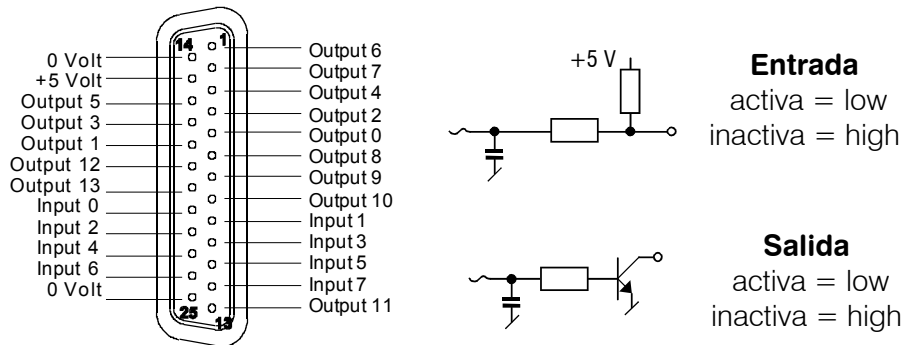 14
1
0 Volt
+5 Volt
Output 5
Output 3
Output 1
Output 12
Output 13
Input 0
Input 2
Input 4
Input 6
0 Volt
Output 6
Output 7
Output 4
Output 2
Output 0
Output 8
Output 9
Output 10
Input 1
Input 3
Input 5
Input 7
Output 11
25
13
+5 V
Entrada
activa = low
inactiva = high
Salida
activa = low
inactiva = high